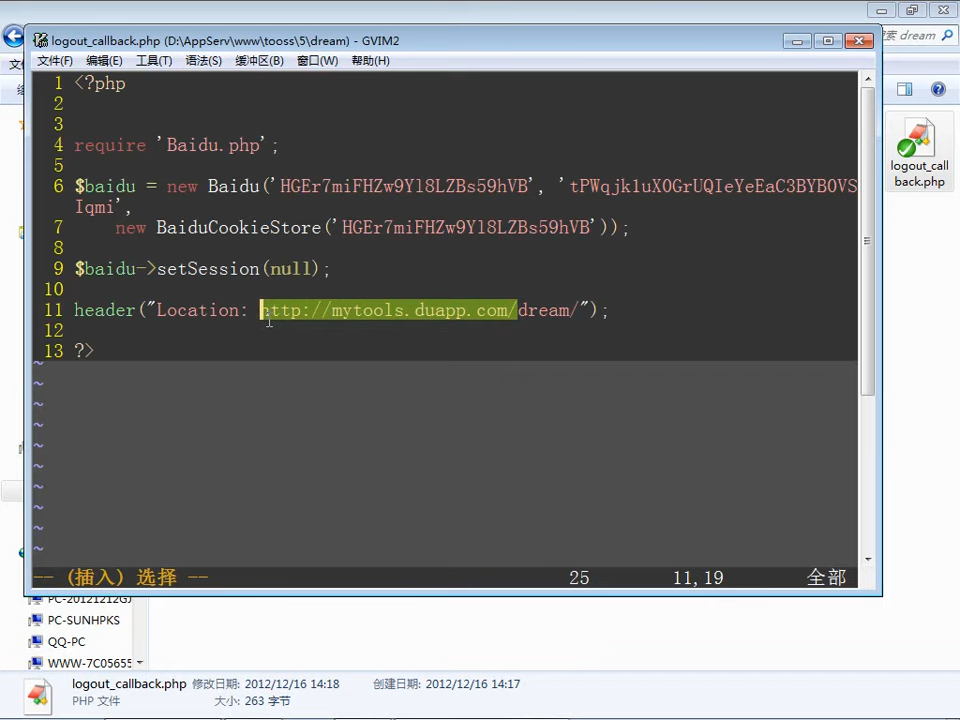 索 dream
logout_callback.php (D:\AppServ\www\tooss\5\dream) - GVIM2
文件(F) 编辑(E) 工具(T) 语法(S) 缓冲区(B) 窗口(W) 帮助(H)
1 <?php
2
3
4 require 'Baidu.php';
5
6 $baidu = new Baidu('HGEr7miFHZw9Yl8LZBs59hVB', 'tPWqjk1uX0GrUQIeYeEaC3BYB0VS
Iqmi',
7 new BaiduCookieStore('HGEr7miFHZw9Yl8LZBs59hVB'));
8
9 $baidu->setSession(null);
10
11 header("Location: http://mytools.duapp.com/dream/");
12
13 ?>
~
~
~
~
~
~
~
~
~
~
-- (插入) 选择 -- 25 11,19 全部
logout_call
back.php
PC-20121212GJ
PC-SUNHPKS
QQ-PC
WWW-7C05655
logout_callback.php 修改日期: 2012/12/16 14:18 创建日期: 2012/12/16 14:17
PHP 文件 大小: 263 字节